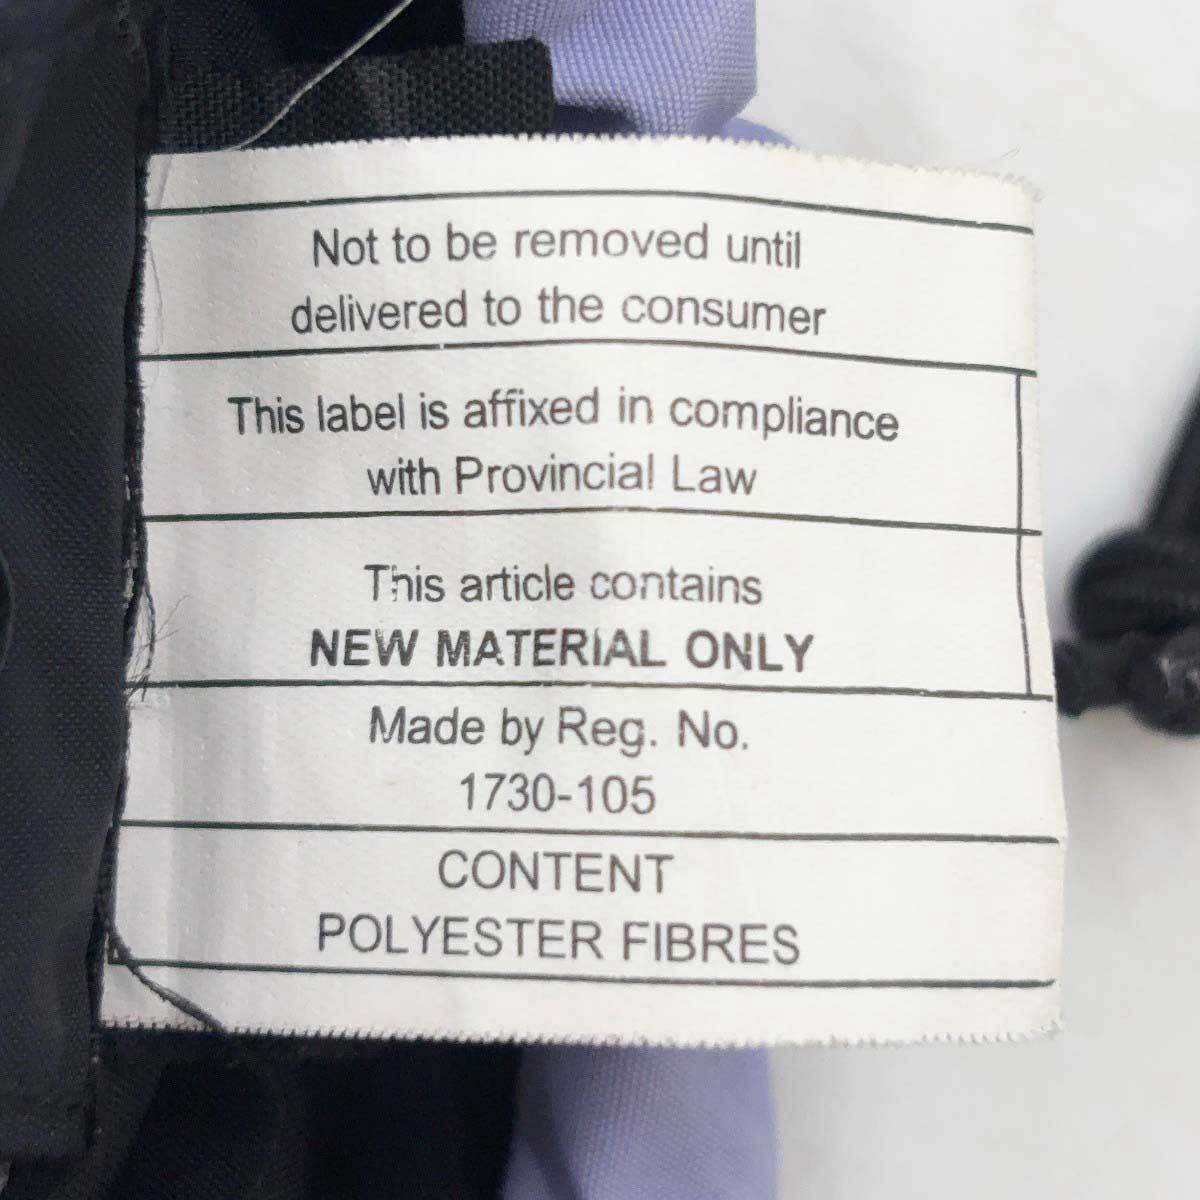 Not to be removed until
delivered to the consumer
This label is affixed in compliance
with Provincial Law
This article contains
NEW MATERIAL ONLY
Made by Reg. No.
1730-105
CONTENT
POLYESTER FIBRES